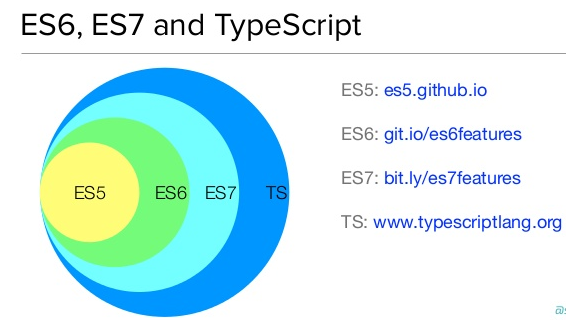 ES6, ES7 and TypeScript
ES5 ES6 ES7 TS
ES5: es5.github.io
ES6: git.io/es6features
ES7: bit.ly/es7features
TS: www.typescriptlang.org